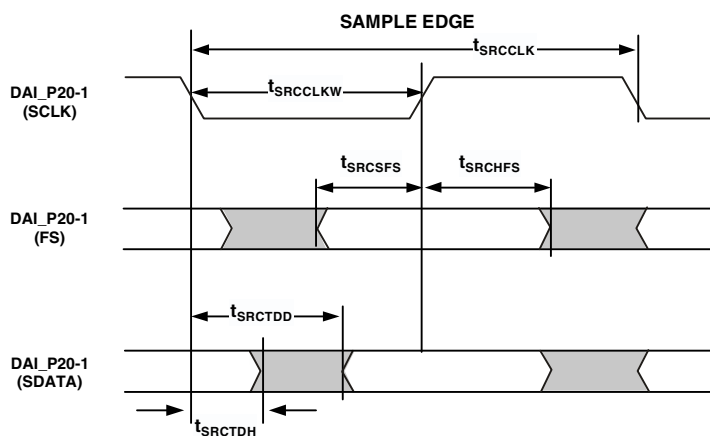 SAMPLE EDGE
tSRCCLK
DAI_P20-1
(SCLK)
tSRCCLKW
tSRCSFS
tSRCHFS
DAI_P20-1
(FS)
tSRCTDD
DAI_P20-1
(SDATA)
tSRCTDH